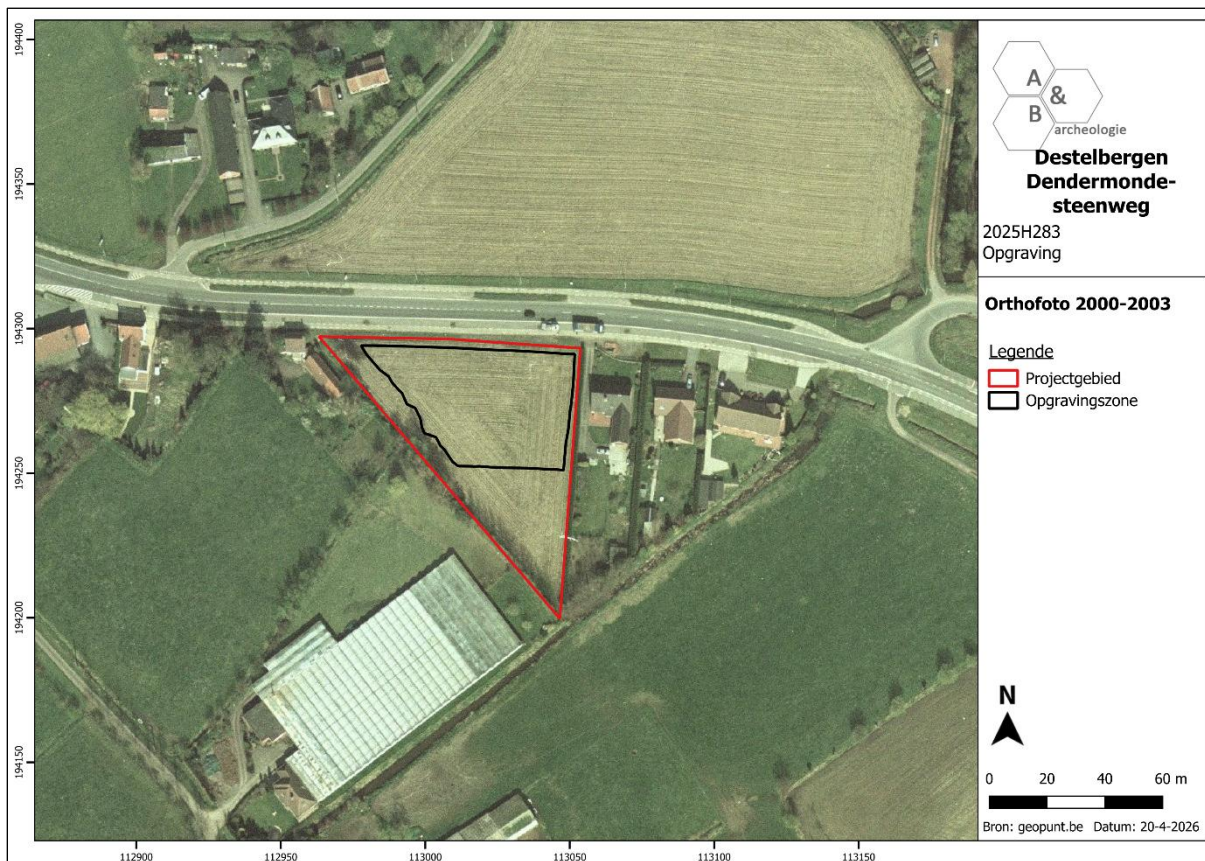 A
&
B
archeologie
Destelbergen
Dendermonde-
steenweg
2025H283
Opgraving
Orthofoto 2000-2003
Legende
Projectgebied
Opgravingszone
N
0 20 40 60 m
Bron: geopunt.be Datum: 20-4-2026
194400
194350
194300
194250
194200
194150
112900 112950 113000 113050 113100 113150